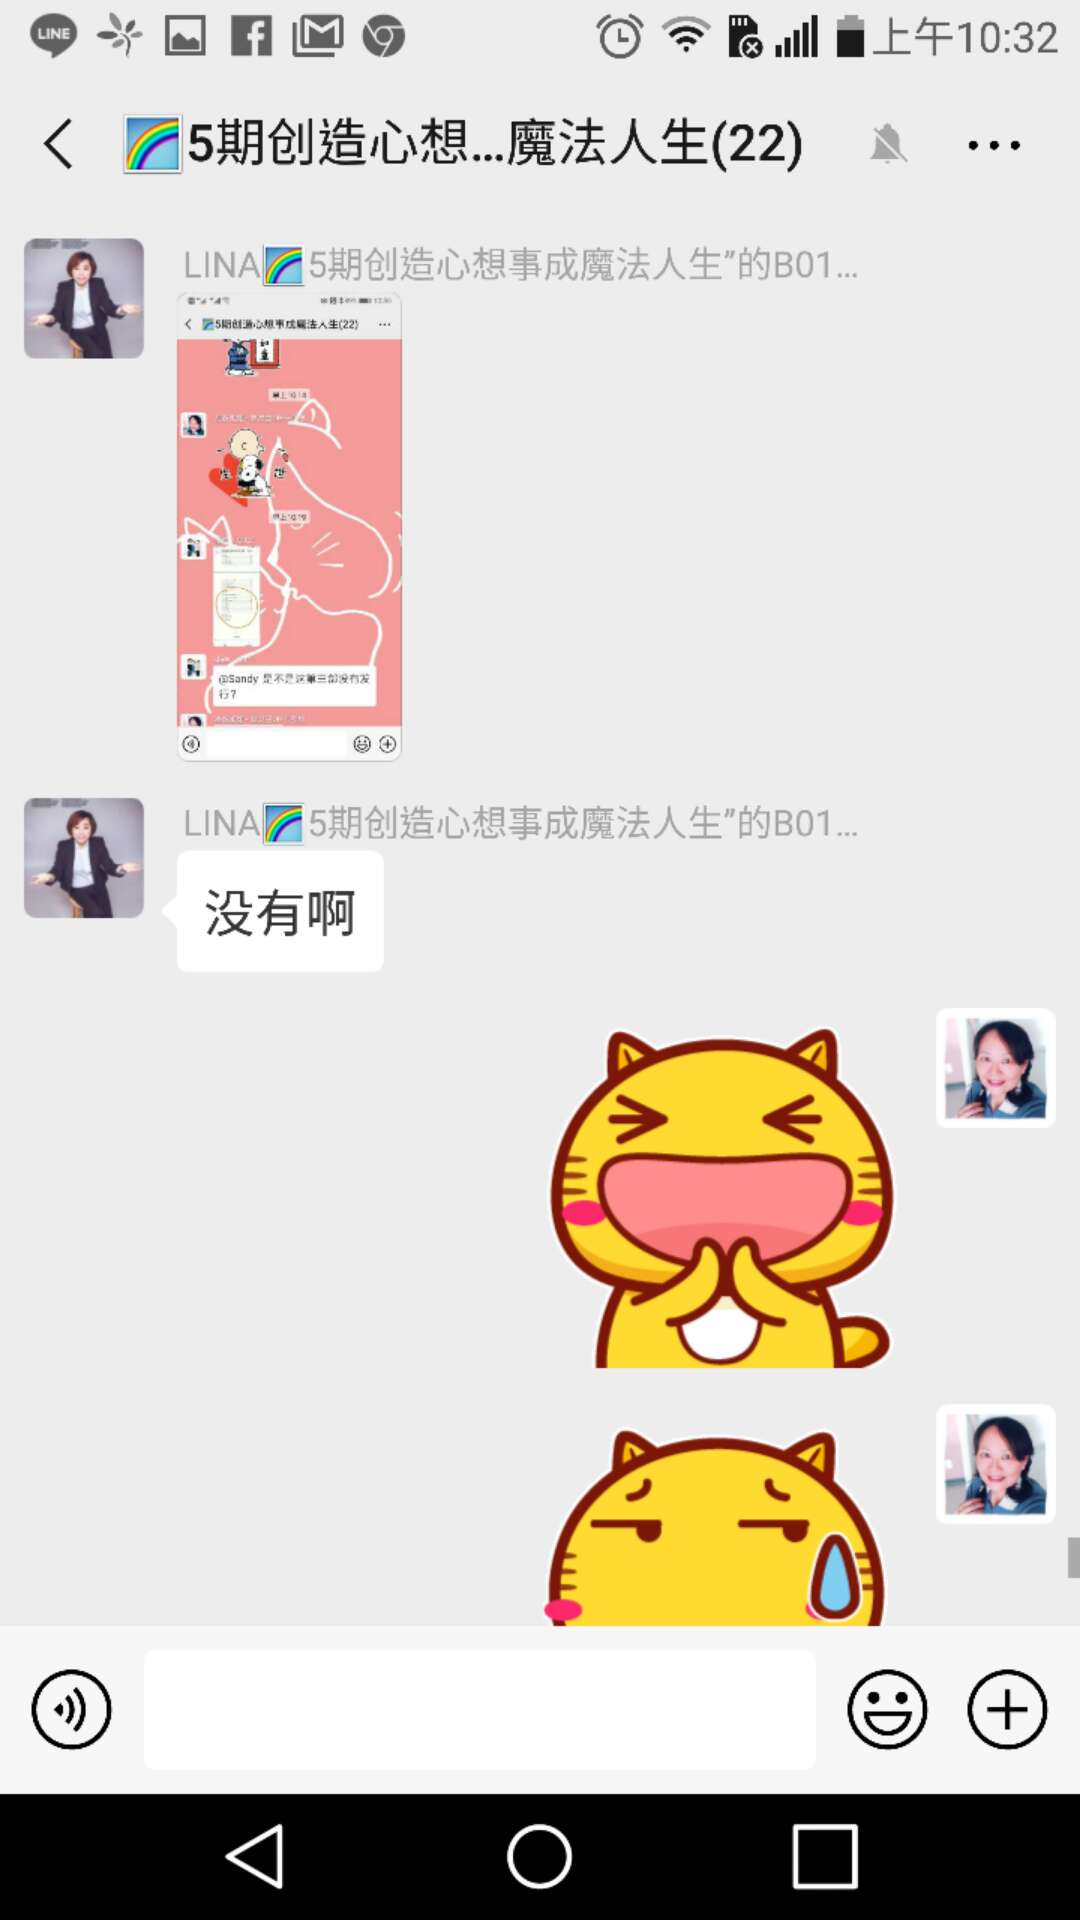 LINE
上午10:32
5期创造心想...魔法人生(22)
LINA 5期创造心想事成魔法人生”的B01...
5期创造心想事成魔法人生(22)
@Sandy 是不是这第三部没有发
行?
LINA 5期创造心想事成魔法人生”的B01...
没有啊